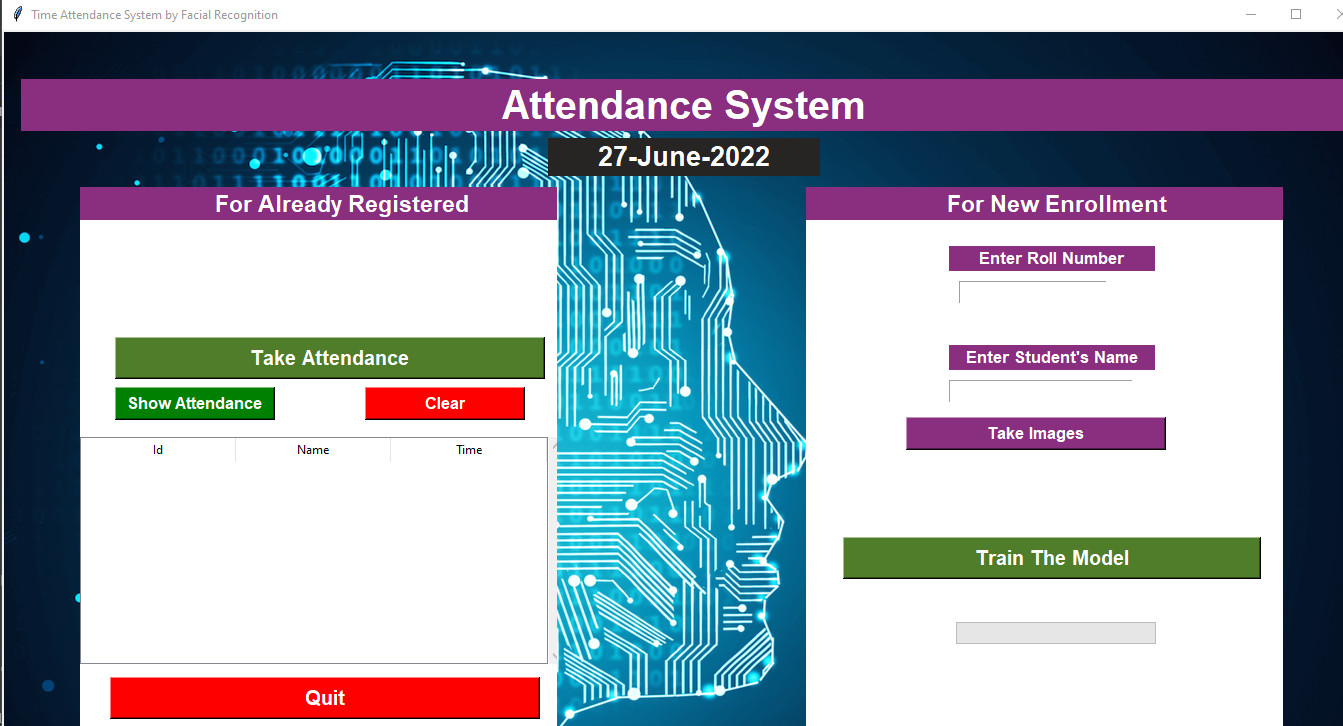 Time Attendance System by Facial Recognition
Attendance System
27-June-2022
For Already Registered
Take Attendance
Show Attendance
Clear
Id Name Time
Quit
For New Enrollment
Enter Roll Number
Enter Student's Name
Take Images
Train The Model